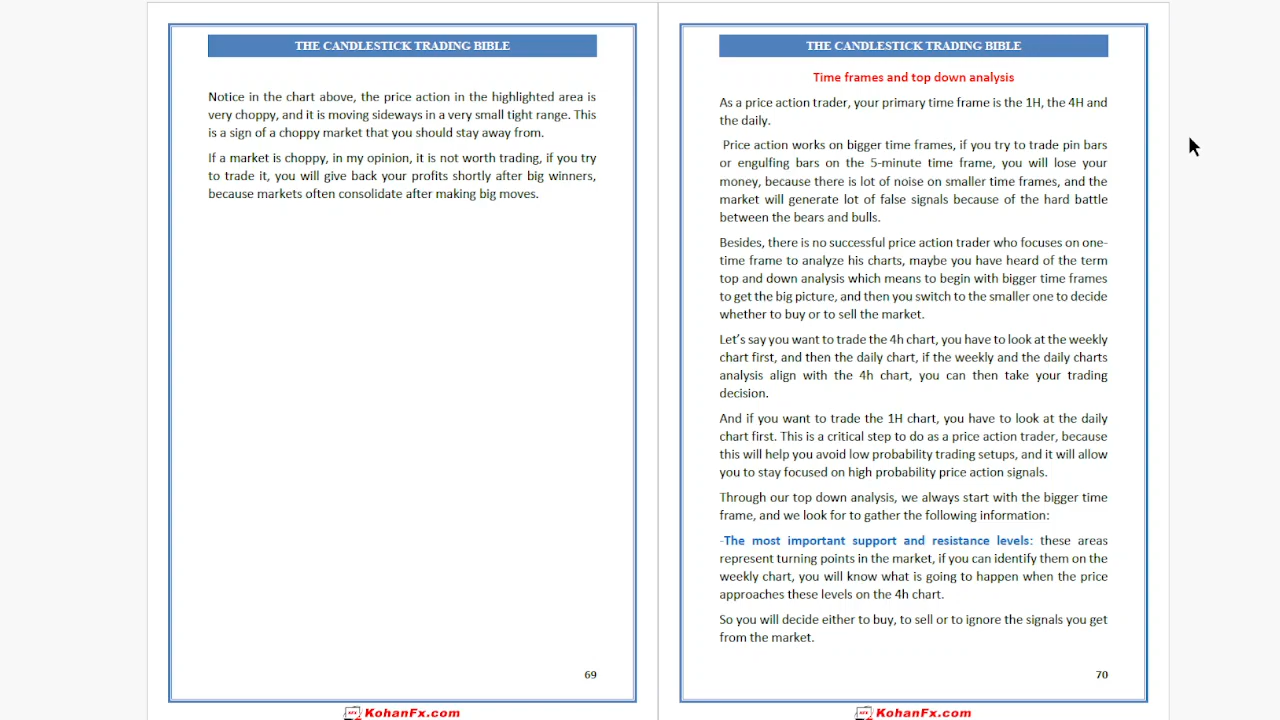 THE CANDLESTICK TRADING BIBLE
Notice in the chart above, the price action in the highlighted area is
very choppy, and it is moving sideways in a very small tight range. This
is a sign of a choppy market that you should stay away from.
If a market is choppy, in my opinion, it is not worth trading, if you try
to trade it, you will give back your profits shortly after big winners,
because markets often consolidate after making big moves.
69
KohanFx.com
THE CANDLESTICK TRADING BIBLE
Time frames and top down analysis
As a price action trader, your primary time frame is the 1H, the 4H and
the daily.
Price action works on bigger time frames, if you try to trade pin bars
or engulfing bars on the 5-minute time frame, you will lose your
money, because there is lot of noise on smaller time frames, and the
market will generate lot of false signals because of the hard battle
between the bears and bulls.
Besides, there is no successful price action trader who focuses on one-
time frame to analyze his charts, maybe you have heard of the term
top and down analysis which means to begin with bigger time frames
to get the big picture, and then you switch to the smaller one to decide
whether to buy or to sell the market.
Let's say you want to trade the 4h chart, you have to look at the weekly
chart first, and then the daily chart, if the weekly and the daily charts
analysis align with the 4h chart, you can then take your trading
decision.
And if you want to trade the 1H chart, you have to look at the daily
chart first. This is a critical step to do as a price action trader, because
this will help you avoid low probability trading setups, and it will allow
you to stay focused on high probability price action signals.
Through our top down analysis, we always start with the bigger time
frame, and we look for to gather the following information:
-The most important support and resistance levels: these areas
represent turning points in the market, if you can identify them on the
weekly chart, you will know what is going to happen when the price
approaches these levels on the 4h chart.
So you will decide either to buy, to sell or to ignore the signals you get
from the market.
70
KohanFx.com